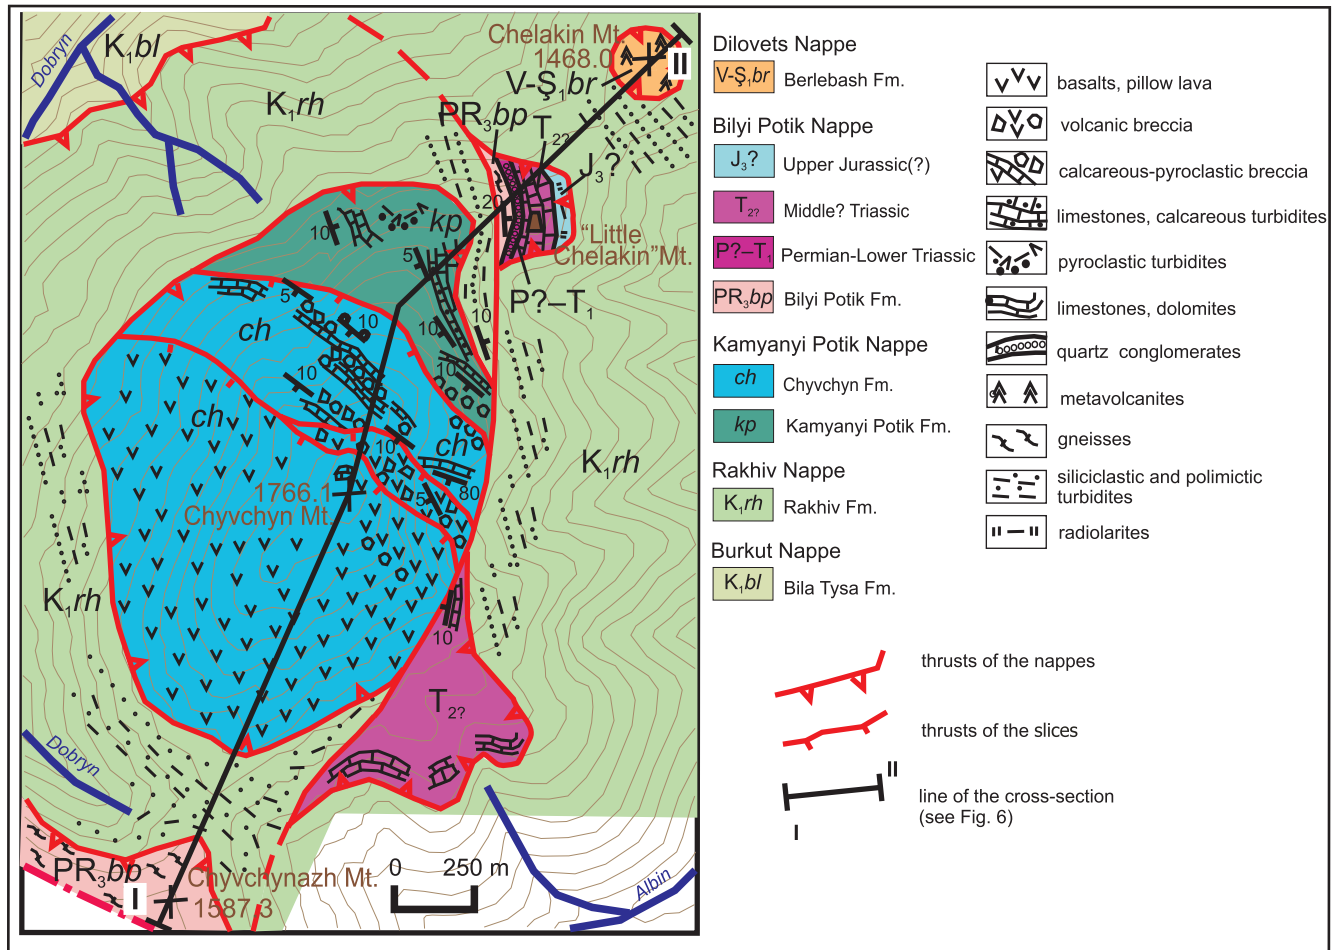 Dobryn
K₁bl
K₁rh
Chelakin Mt.
1468.0
II
V-Ş₁br
PR₃bp
T₂?
J₃?
20
"Little
Chelakin"Mt.
P?–T₁
kp
10
5
10
10
10
5
ch
10
10
ch
ch
10
5
80
1766.1
Chyvchyn Mt.
K₁rh
K₁rh
10
T₂?
Dobryn
PR₃bp
I
Chyvchynazh Mt.
1587.3
0 250 m
Albin
Dilovets Nappe
V-Ş₁br Berlebash Fm.
Bilyi Potik Nappe
J₃? Upper Jurassic(?)
T₂? Middle? Triassic
P?–T₁ Permian-Lower Triassic
PR₃bp Bilyi Potik Fm.
Kamyanyi Potik Nappe
ch Chyvchyn Fm.
kp Kamyanyi Potik Fm.
Rakhiv Nappe
K₁rh Rakhiv Fm.
Burkut Nappe
K₁bl Bila Tysa Fm.
basalts, pillow lava
volcanic breccia
calcareous-pyroclastic breccia
limestones, calcareous turbidites
pyroclastic turbidites
limestones, dolomites
quartz conglomerates
metavolcanites
gneisses
siliciclastic and polimictic
turbidites
radiolarites
thrusts of the nappes
thrusts of the slices
II
line of the cross-section
(see Fig. 6)
I